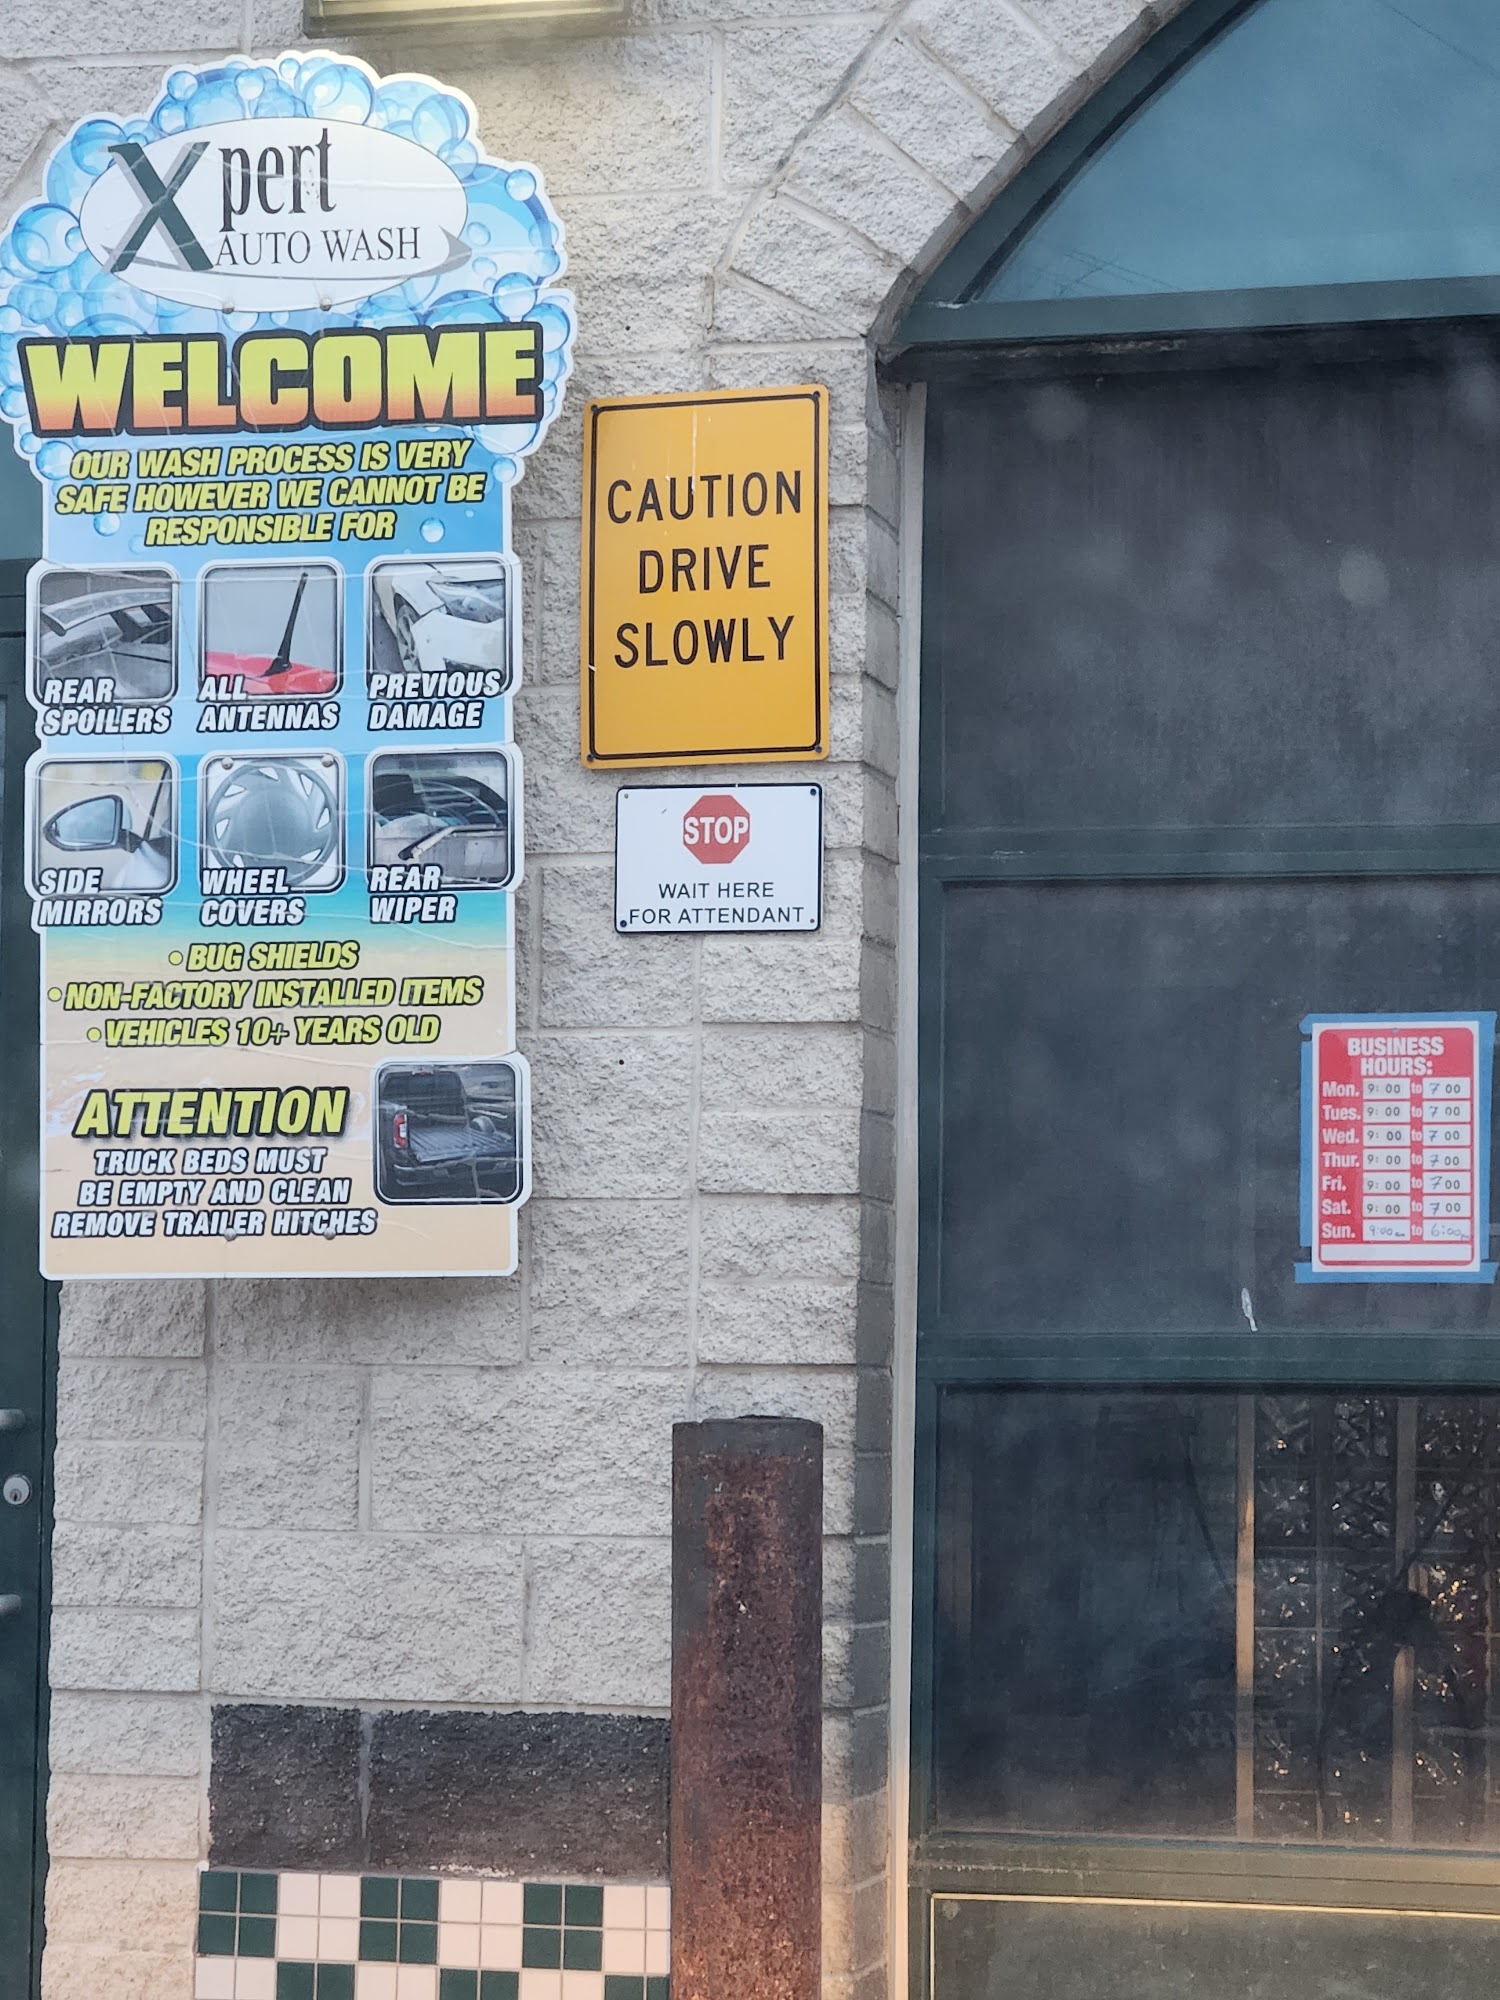 Xpert
AUTO WASH
WELCOME
OUR WASH PROCESS IS VERY
SAFE HOWEVER WE CANNOT BE
RESPONSIBLE FOR
REAR
SPOILERS
ALL
ANTENNAS
PREVIOUS
DAMAGE
SIDE
MIRRORS
WHEEL
COVERS
REAR
WIPER
• BUG SHIELDS
• NON-FACTORY INSTALLED ITEMS
• VEHICLES 10+ YEARS OLD
ATTENTION
TRUCK BEDS MUST
BE EMPTY AND CLEAN
REMOVE TRAILER HITCHES
CAUTION
DRIVE
SLOWLY
STOP
WAIT HERE
FOR ATTENDANT
BUSINESS
HOURS:
Mon. 9:00 to 7 00
Tues. 9:00 to 7 00
Wed. 9:00 to 7 00
Thur. 9:00 to 7 00
Fri. 9:00 to 7 00
Sat. 9:00 to 7 00
Sun. 9:00 to 6:00